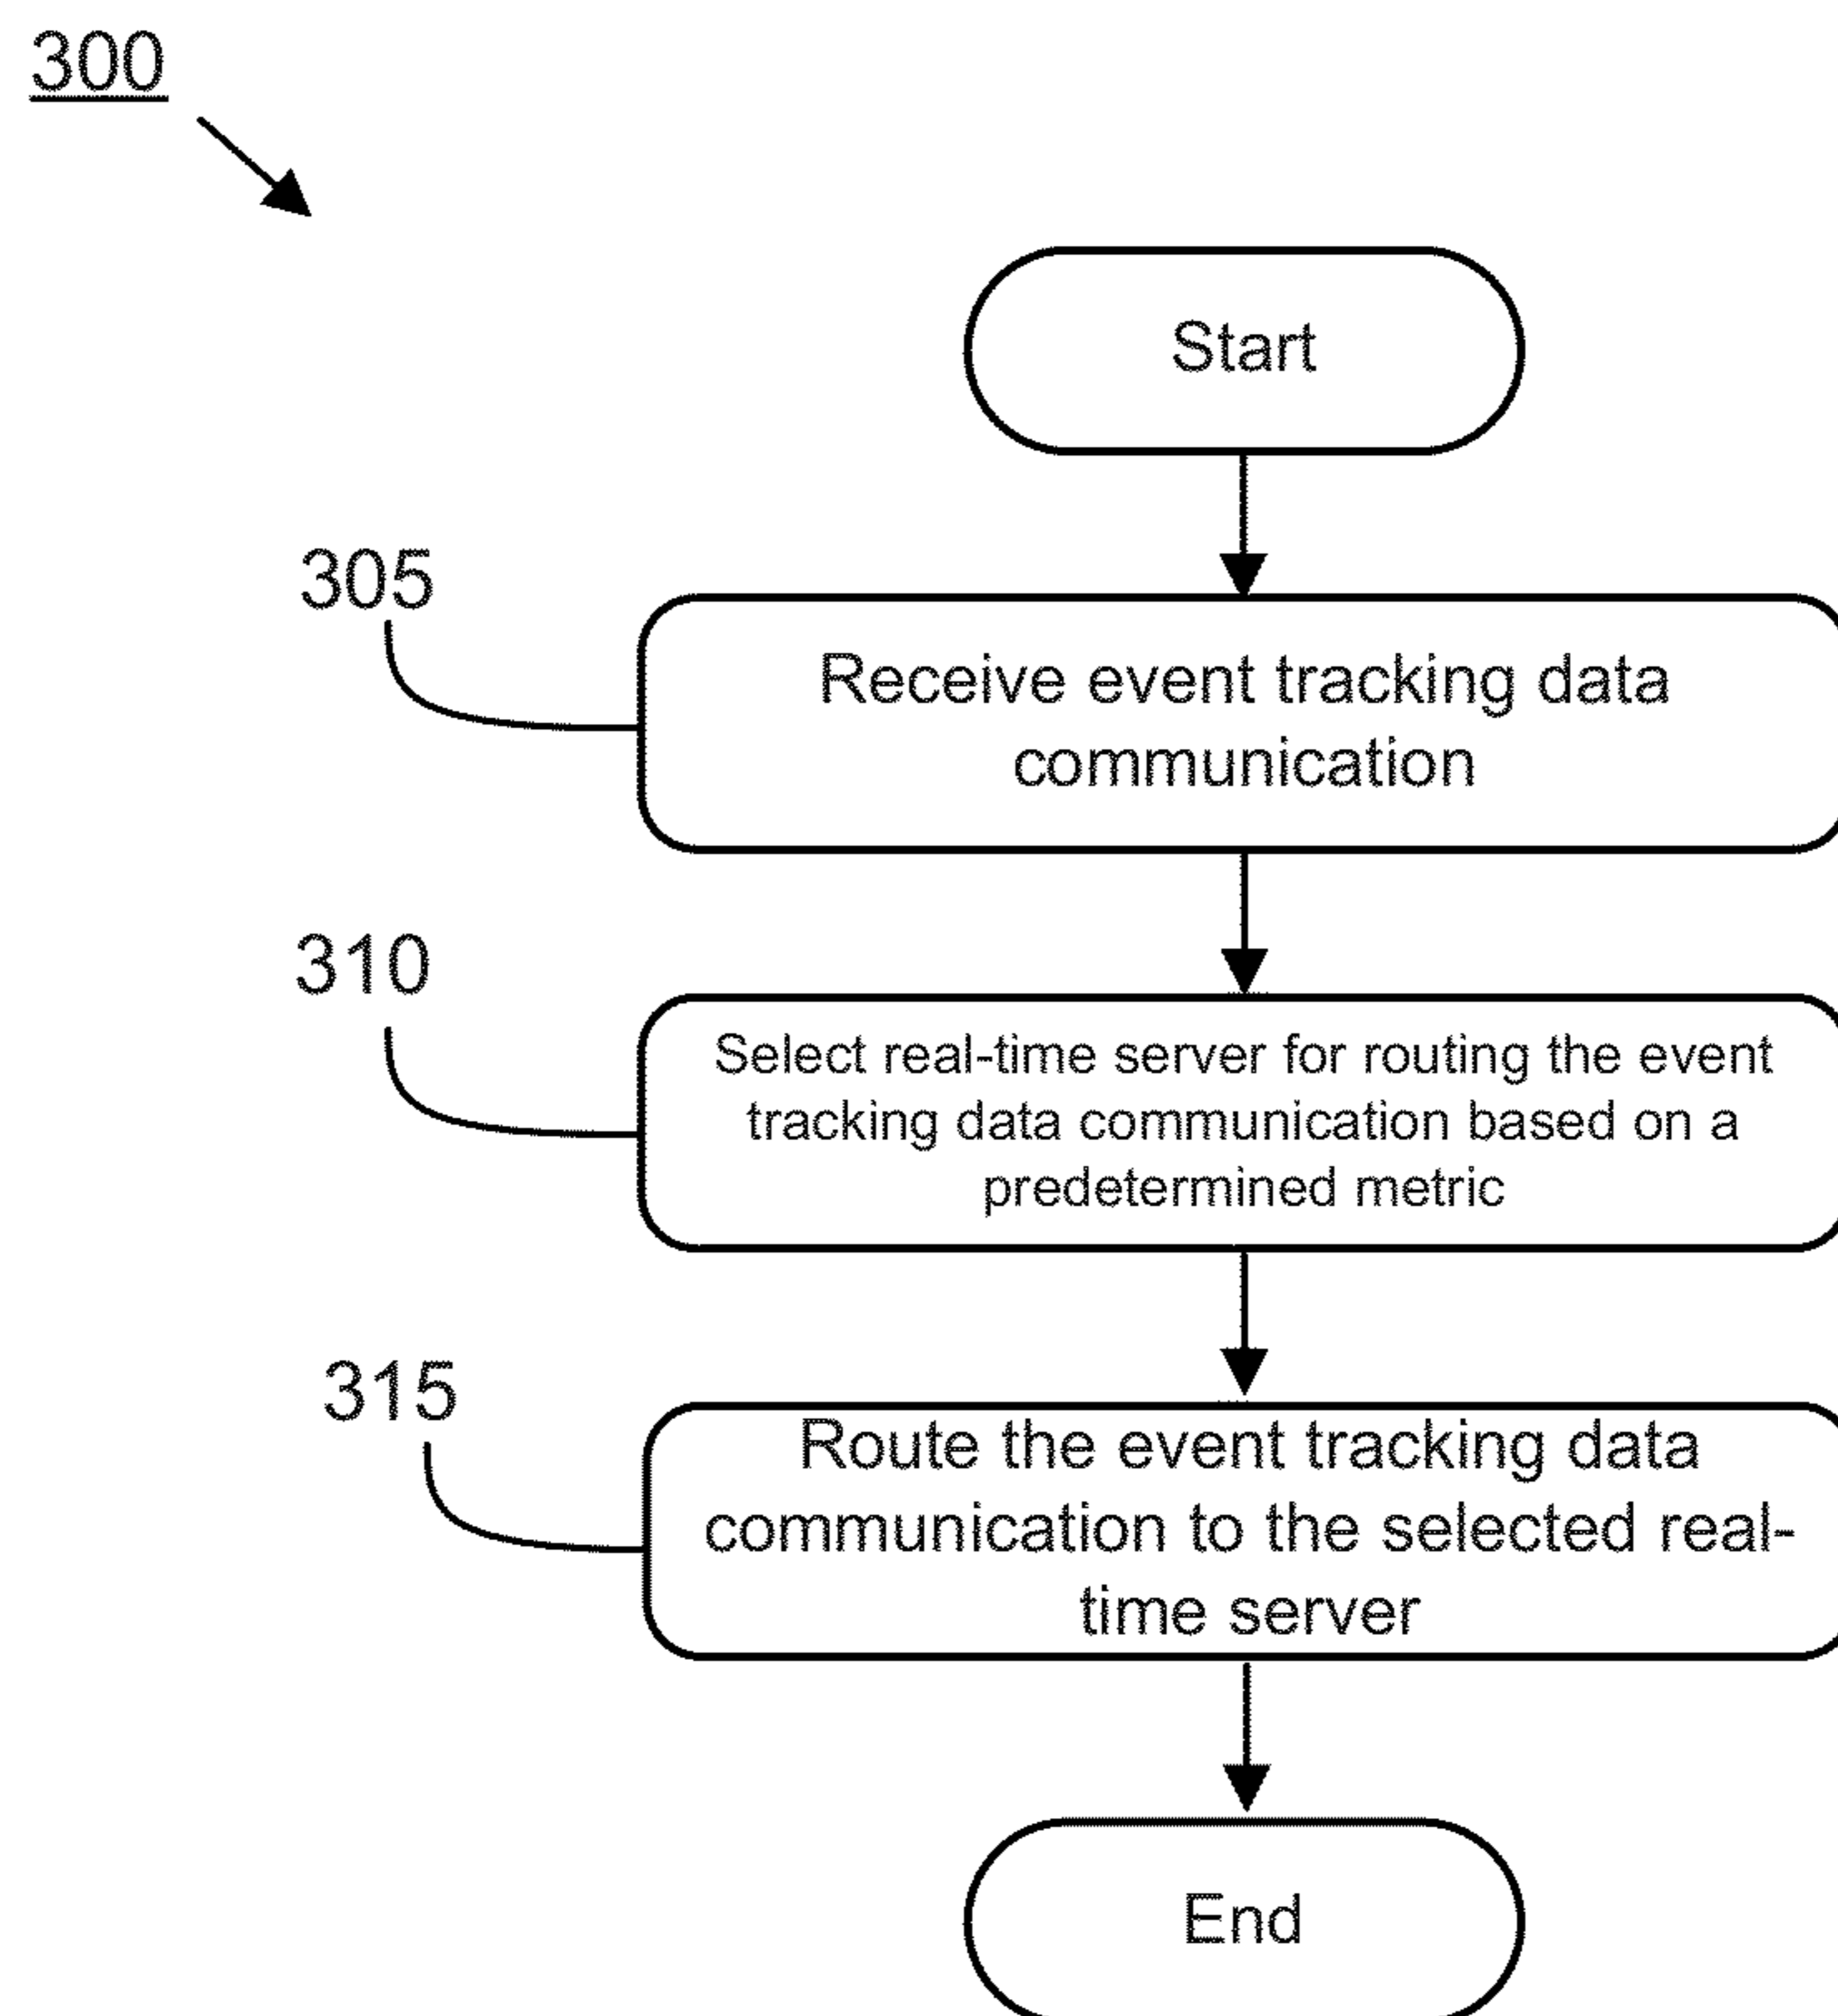 300
Start
305
Receive event tracking data
communication
310
Select real-time server for routing the event
tracking data communication based on a
predetermined metric
315
Route the event tracking data
communication to the selected real-
time server
End